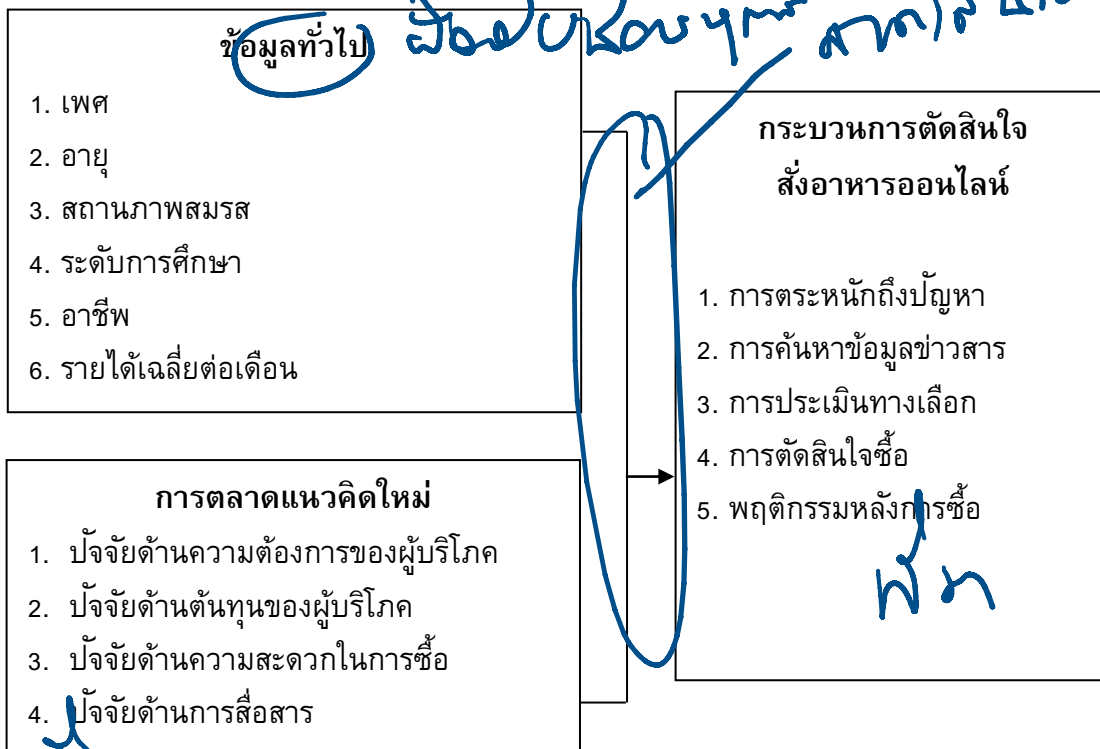 ข้อมูลทั่วไป
1. เพศ
2. อายุ
3. สถานภาพสมรส
4. ระดับการศึกษา
5. อาชีพ
6. รายได้เฉลี่ยต่อเดือน
การตลาดแนวคิดใหม่
1. ปัจจัยด้านความต้องการของผู้บริโภค
2. ปัจจัยด้านต้นทุนของผู้บริโภค
3. ปัจจัยด้านความสะดวกในการซื้อ
4. ปัจจัยด้านการสื่อสาร
กระบวนการตัดสินใจ
สั่งอาหารออนไลน์
1. การตระหนักถึงปัญหา
2. การค้นหาข้อมูลข่าวสาร
3. การประเมินทางเลือก
4. การตัดสินใจซื้อ
5. พฤติกรรมหลังการซื้อ